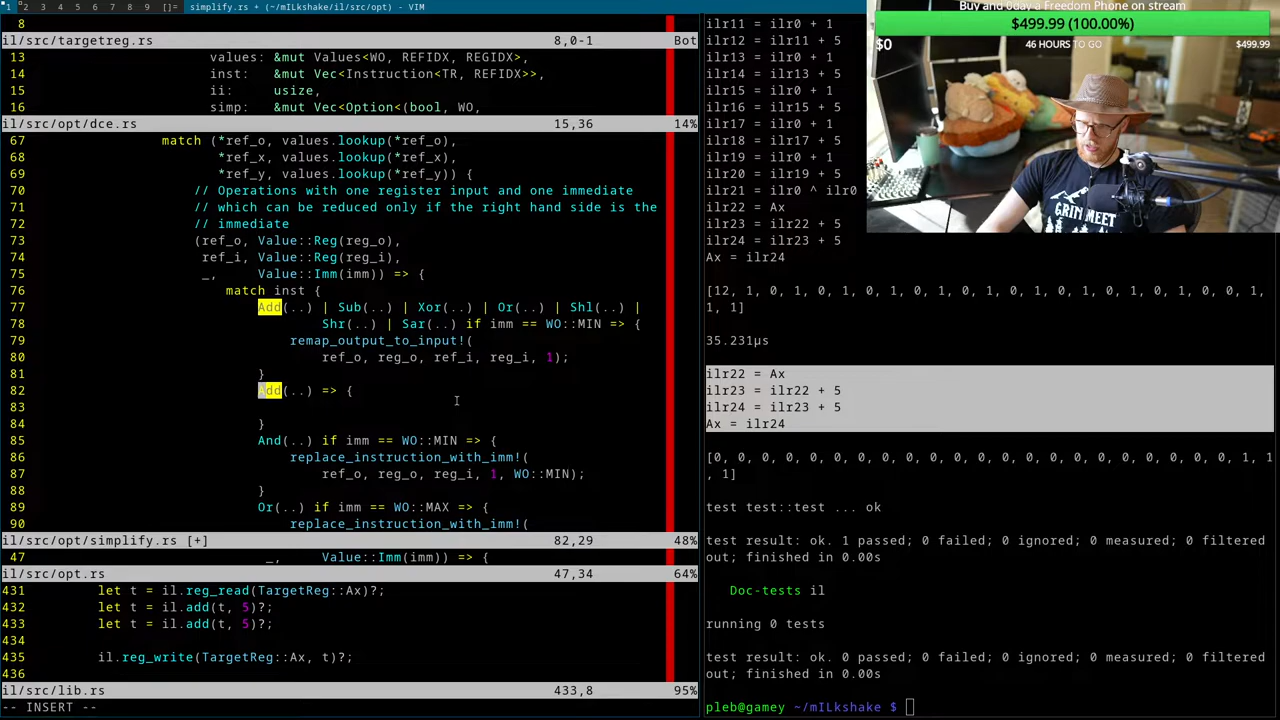 1 2 3 4 5 6 7 8 9 []= simplify.rs + (~/mILkshake/il/src/opt) - VIM
8
il/src/targetreg.rs 8,0-1 Bot
13 values: &mut Values<WO, REFIDX, REGIDX>,
14 inst: &mut Vec<Instruction<TR, REFIDX>>,
15 ii: usize,
16 simp: &mut Vec<Option<(bool, WO,
il/src/opt/dce.rs 15,36 14%
67 match (*ref_o, values.lookup(*ref_o),
68 *ref_x, values.lookup(*ref_x),
69 *ref_y, values.lookup(*ref_y)) {
70 // Operations with one register input and one immediate
71 // which can be reduced only if the right hand side is the
72 // immediate
73 (ref_o, Value::Reg(reg_o),
74 ref_i, Value::Reg(reg_i),
75 _, Value::Imm(imm)) => {
76 match inst {
77 Add(..) | Sub(..) | Xor(..) | Or(..) | Shl(..) |
78 Shr(..) | Sar(..) if imm == WO::MIN => {
79 remap_output_to_input!(
80 ref_o, reg_o, ref_i, reg_i, 1);
81 }
82 Add(..) => {
83
84 }
85 And(..) if imm == WO::MIN => {
86 replace_instruction_with_imm!(
87 ref_o, reg_o, reg_i, 1, WO::MIN);
88 }
89 Or(..) if imm == WO::MAX => {
90 replace_instruction_with_imm!(
il/src/opt/simplify.rs [+] 82,29 48%
47 _, Value::Imm(imm)) => {
il/src/opt.rs 47,34 64%
431 let t = il.reg_read(TargetReg::Ax)?;
432 let t = il.add(t, 5)?;
433 let t = il.add(t, 5)?;
434
435 il.reg_write(TargetReg::Ax, t)?;
436
il/src/lib.rs 433,8 95%
-- INSERT --
ilr11 = ilr0 + 1
ilr12 = ilr11 + 5
ilr13 = ilr0 + 1
ilr14 = ilr13 + 5
ilr15 = ilr0 + 1
ilr16 = ilr15 + 5
ilr17 = ilr0 + 1
ilr18 = ilr17 + 5
ilr19 = ilr0 + 1
ilr20 = ilr19 + 5
ilr21 = ilr0 ^ ilr0
ilr22 = Ax
ilr23 = ilr22 + 5
ilr24 = ilr23 + 5
Ax = ilr24
[12, 1, 0, 1, 0, 1, 0, 1, 0, 1, 0, 1, 0, 1, 0, 1, 0, 1, 0, 1, 0, 0, 1,
1, 1]
35.231µs
ilr22 = Ax
ilr23 = ilr22 + 5
ilr24 = ilr23 + 5
Ax = ilr24
[0, 0, 0, 0, 0, 0, 0, 0, 0, 0, 0, 0, 0, 0, 0, 0, 0, 0, 0, 0, 0, 1, 1
, 1]
test test::test ... ok
test result: ok. 1 passed; 0 failed; 0 ignored; 0 measured; 0 filtered
out; finished in 0.00s
Doc-tests il
running 0 tests
test result: ok. 0 passed; 0 failed; 0 ignored; 0 measured; 0 filtered
out; finished in 0.00s
pleb@gamey ~/mILkshake $
Buy and 0day a Freedom Phone on stream
$499.99 (100.00%)
$0 46 HOURS TO GO $499.99
GRIN MEET